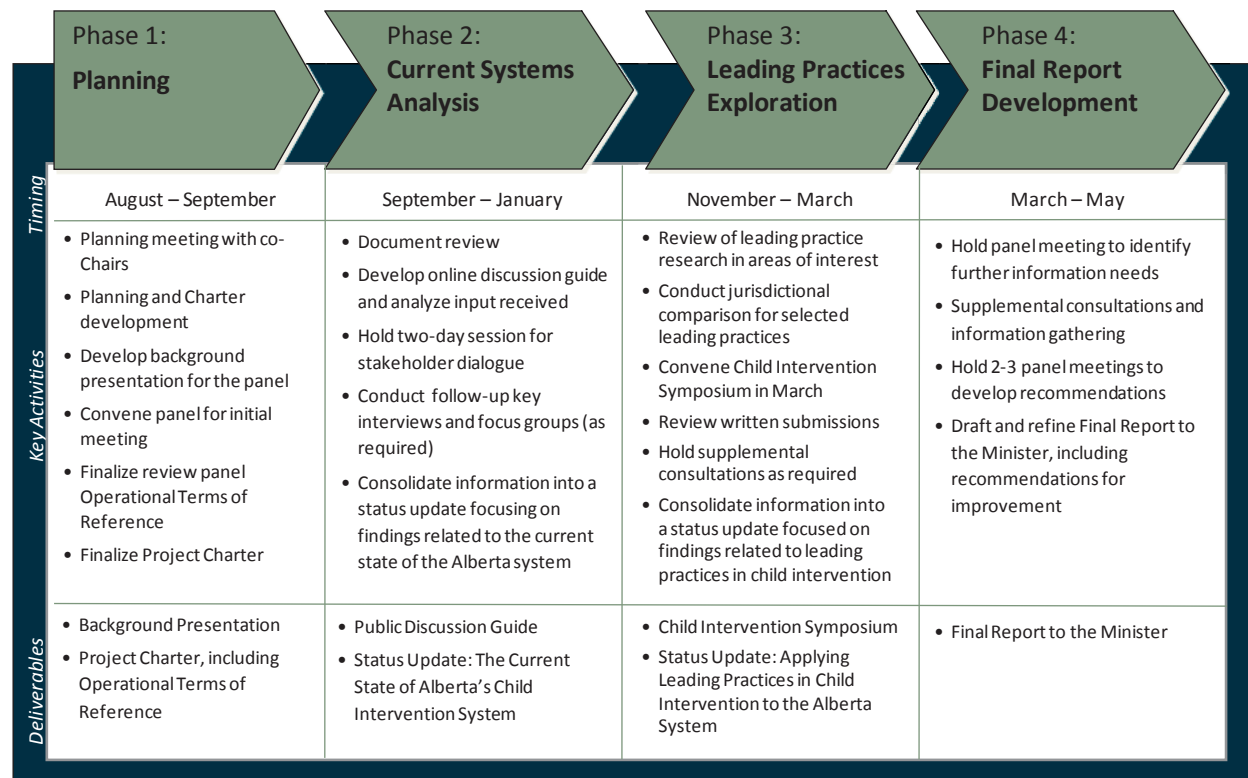 Phase 1:
Planning
Phase 2:
Current Systems
Analysis
Phase 3:
Leading Practices
Exploration
Phase 4:
Final Report
Development
Timing
August – September
September – January
November – March
March – May
Key Activities
• Planning meeting with co-
Chairs
• Planning and Charter
development
• Develop background
presentation for the panel
• Convene panel for initial
meeting
• Finalize review panel
Operational Terms of
Reference
• Finalize Project Charter
• Document review
• Develop online discussion guide
and analyze input received
• Hold two-day session for
stakeholder dialogue
• Conduct follow-up key
interviews and focus groups (as
required)
• Consolidate information into a
status update focusing on
findings related to the current
state of the Alberta system
• Review of leading practice
research in areas of interest
• Conduct jurisdictional
comparison for selected
leading practices
• Convene Child Intervention
Symposium in March
• Review written submissions
• Hold supplemental
consultations as required
• Consolidate information into
a status update focused on
findings related to leading
practices in child intervention
• Hold panel meeting to identify
further information needs
• Supplemental consultations and
information gathering
• Hold 2-3 panel meetings to
develop recommendations
• Draft and refine Final Report to
the Minister, including
recommendations for
improvement
Deliverables
• Background Presentation
• Project Charter, including
Operational Terms of
Reference
• Public Discussion Guide
• Status Update: The Current
State of Alberta's Child
Intervention System
• Child Intervention Symposium
• Status Update: Applying
Leading Practices in Child
Intervention to the Alberta
System
• Final Report to the Minister